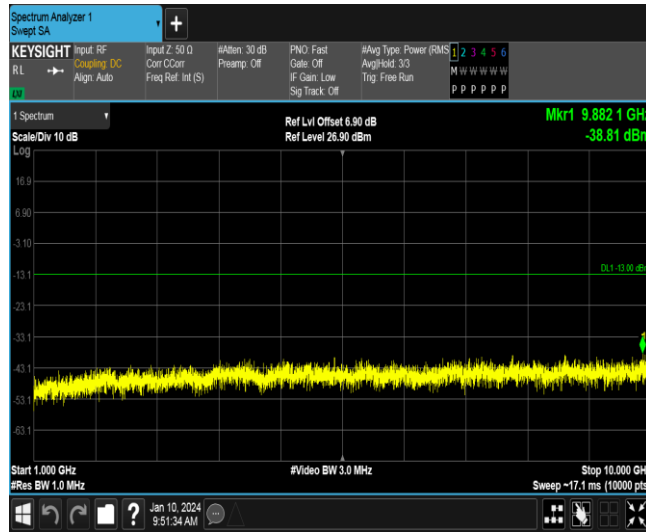 Spectrum Analyzer 1
Swept SA
+
KEYSIGHT
RL
LXI
Input: RF
Coupling: DC
Align: Auto
Input Z: 50 Ω
Corr CCorr
Freq Ref: Int (S)
#Atten: 30 dB
Preamp: Off
PNO: Fast
Gate: Off
IF Gain: Low
Sig Track: Off
#Avg Type: Power (RMS
Avg|Hold: 3/3
Trig: Free Run
1 2 3 4 5 6
M W W W W W
P P P P P P
1 Spectrum
Scale/Div 10 dB
Ref Lvl Offset 6.90 dB
Ref Level 26.90 dBm
Mkr1 9.882 1 GHz
-38.81 dBm
Log
16.9
6.90
-3.10
-13.1
DL1 -13.00 dBm
-23.1
-33.1
1
-43.1
-53.1
-63.1
Start 1.000 GHz
#Video BW 3.0 MHz
Stop 10.000 GHz
#Res BW 1.0 MHz
Sweep ~17.1 ms (10000 pts
?
Jan 10, 2024
9:51:34 AM